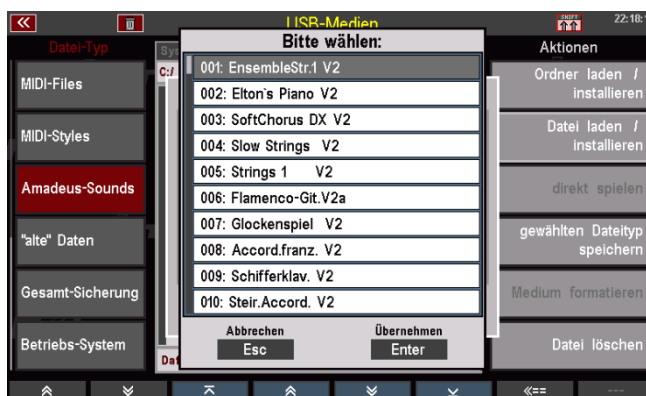 USB-Medien
SHIFT
22:18:
Datei-Typ
Sys
Bitte wählen:
Aktionen
C:/
MIDI-Files
MIDI-Styles
Amadeus-Sounds
"alte" Daten
Gesamt-Sicherung
Betriebs-System
001: EnsembleStr.1 V2
002: Elton`s Piano V2
003: SoftChorus DX V2
004: Slow Strings V2
005: Strings 1 V2
006: Flamenco-Git.V2a
007: Glockenspiel V2
008: Accord.franz. V2
009: Schifferklav. V2
010: Steir.Accord. V2
Abbrechen
Esc
Übernehmen
Enter
Dat
Ordner laden /
installieren
Datei laden /
installieren
direkt spielen
gewählten Dateityp
speichern
Medium formatieren
Datei löschen
«==
---